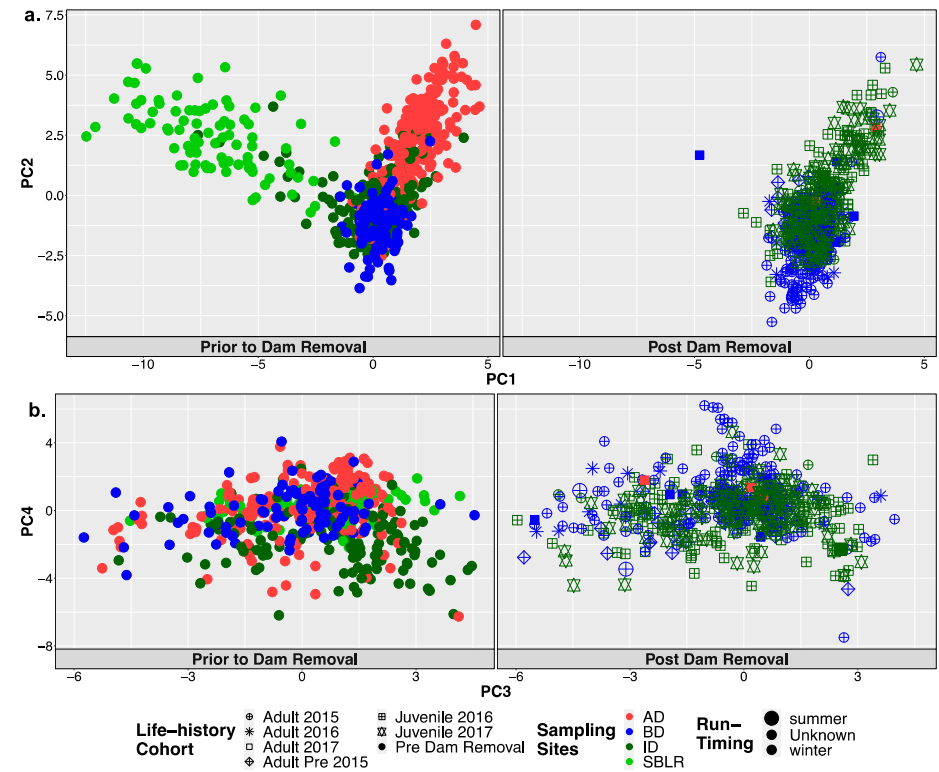 a.
7.5
5.0
2.5
0.0
−2.5
−5.0
PC2
Prior to Dam Removal
Post Dam Removal
−10
−5
0
5
−10
−5
0
5
PC1
b.
4
0
−4
−8
PC4
Prior to Dam Removal
Post Dam Removal
−6
−3
0
3
−6
−3
0
3
PC3
Life−history Cohort
Adult 2015
Adult 2016
Adult 2017
Adult Pre 2015
Juvenile 2016
Juvenile 2017
Pre Dam Removal
Sampling Sites
AD
BD
ID
SBLR
Run− Timing
summer
Unknown
winter